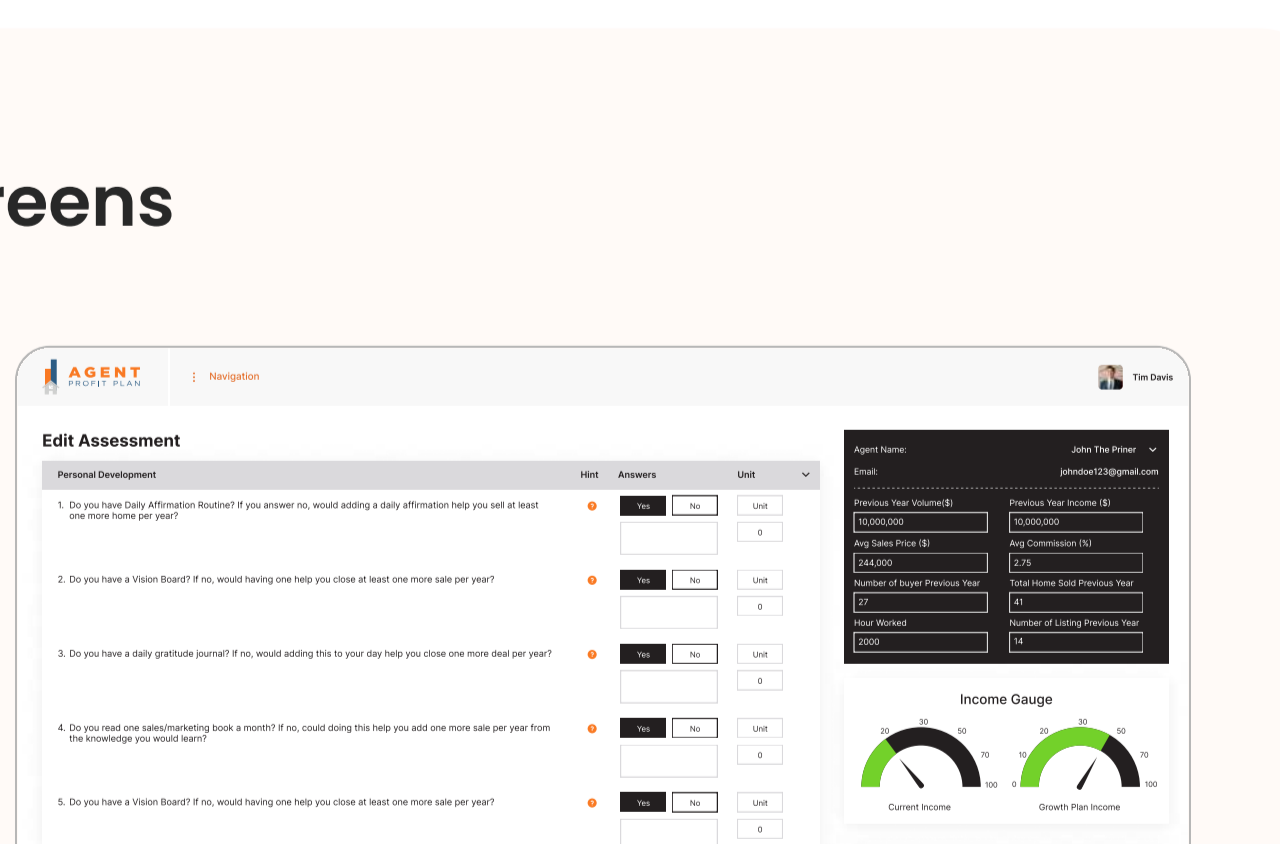 reens
AGENT
PROFIT PLAN
Navigation
Tim Davis
Edit Assessment
Personal Development
Hint
Answers
Unit
1. Do you have Daily Affirmation Routine? If you answer no, would adding a daily affirmation help you sell at least
one more home per year?
?
Yes
No
Unit
0
2. Do you have a Vision Board? If no, would having one help you close at least one more sale per year?
?
Yes
No
Unit
0
3. Do you have a daily gratitude journal? If no, would adding this to your day help you close one more deal per year?
?
Yes
No
Unit
0
4. Do you read one sales/marketing book a month? If no, could doing this help you add one more sale per year from
the knowledge you would learn?
?
Yes
No
Unit
0
5. Do you have a Vision Board? If no, would having one help you close at least one more sale per year?
?
Yes
No
Unit
0
Agent Name:
John The Priner
Email:
johndoe123@gmail.com
Previous Year Volume($)
Previous Year Income ($)
10,000,000
10,000,000
Avg Sales Price ($)
Avg Commission (%)
244,000
2.75
Number of buyer Previous Year
Total Home Sold Previous Year
27
41
Hour Worked
Number of Listing Previous Year
2000
14
Income Gauge
20
30
50
70
100
Current Income
0
10
20
30
50
70
100
Growth Plan Income